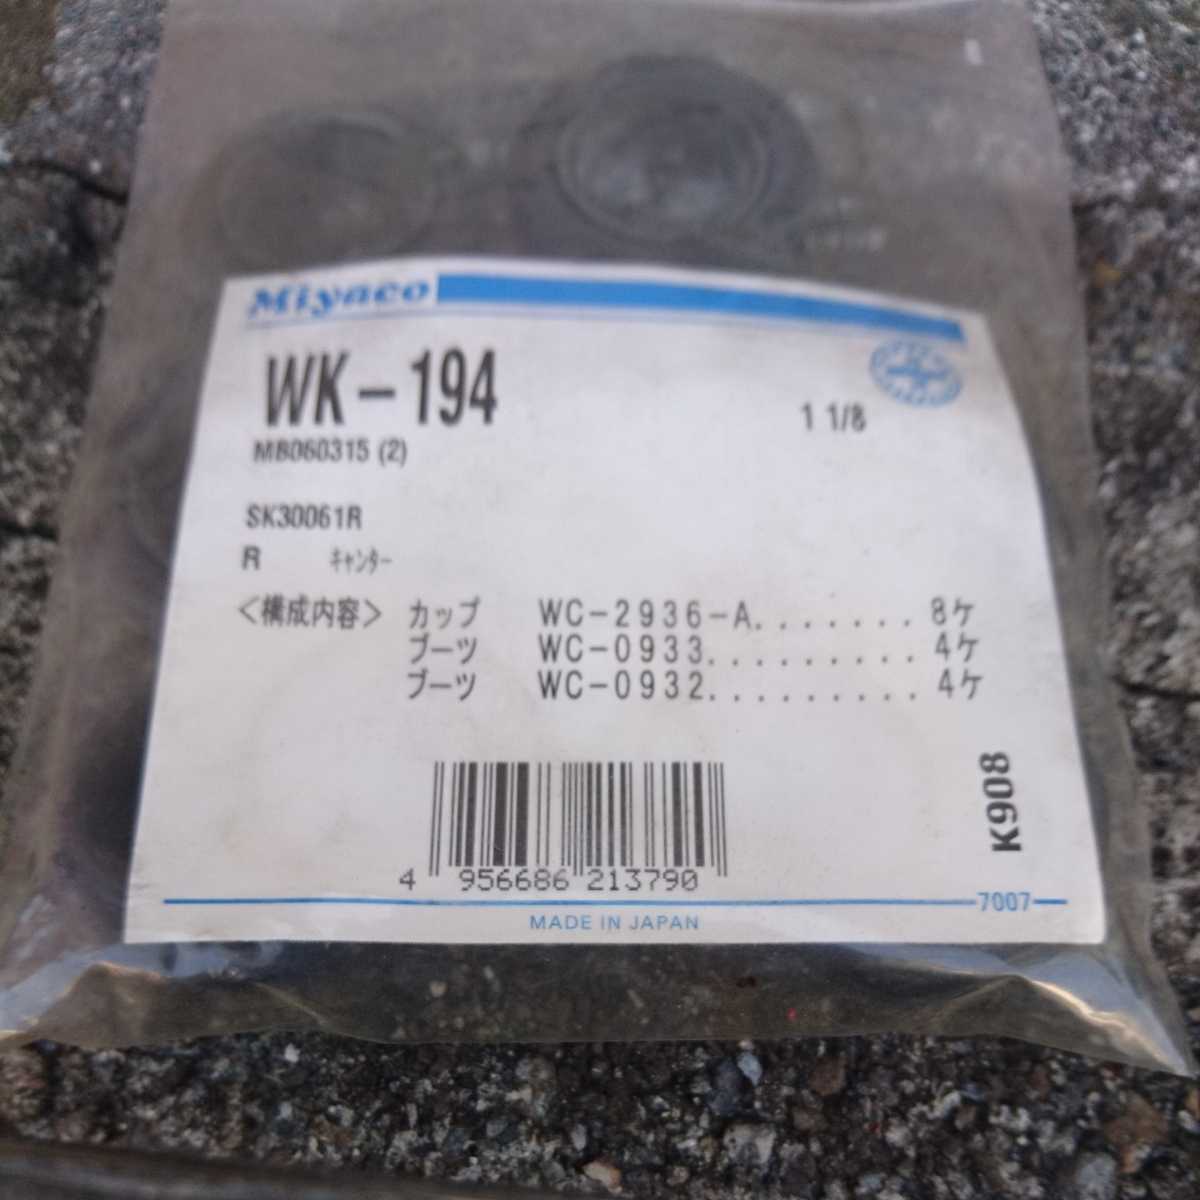 Miyaco
WK-194
1 1/8
MB060315 (2)
SK30061R
R キャンター
<構成内容> カップ WC-2936-A....... 8ケ
ブーツ WC-0933.......... 4ケ
ブーツ WC-0932.......... 4ケ
K908
4 956686 213790
7007
MADE IN JAPAN